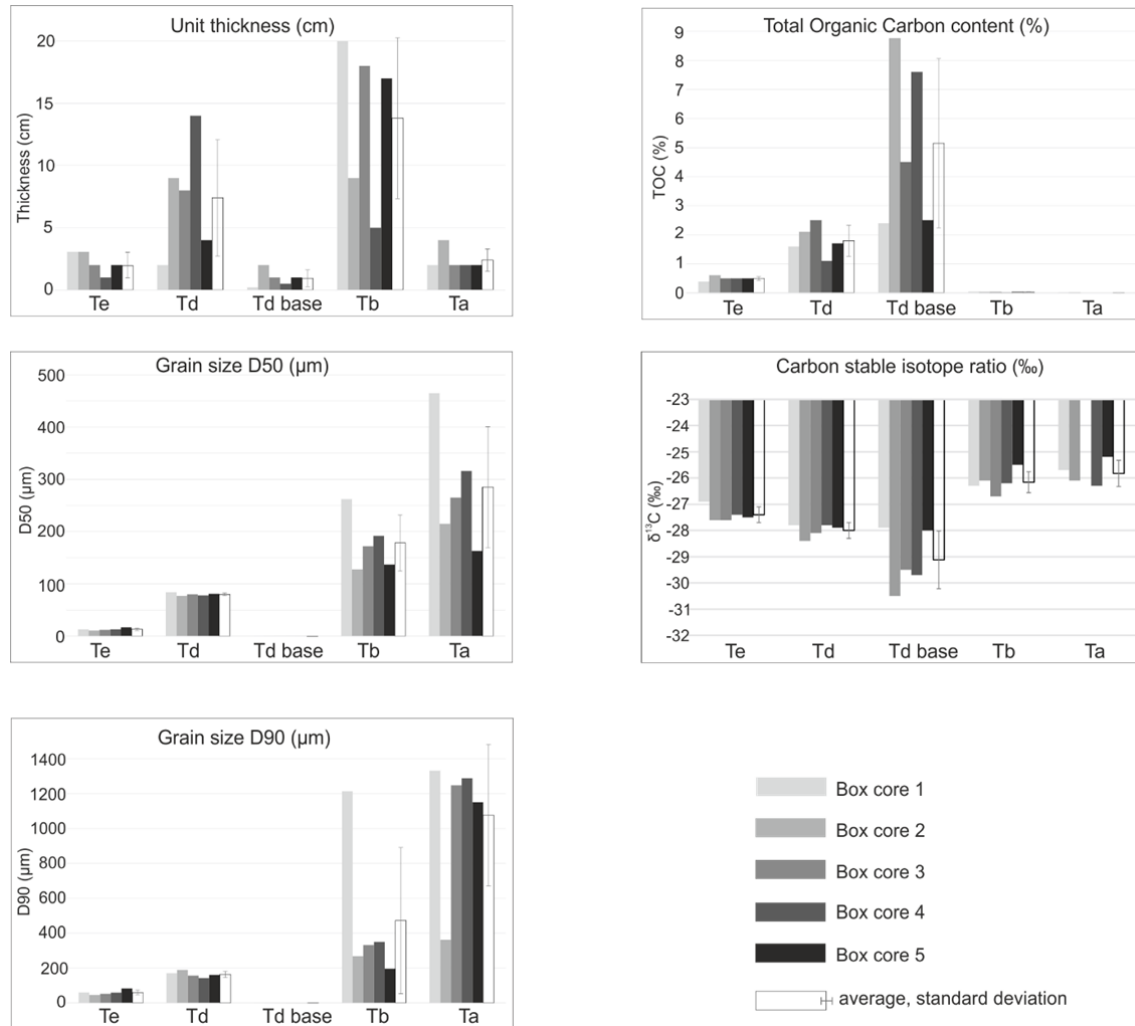 Unit thickness (cm)
20
15
10
5
0
Thickness (cm)
Te Td Td base Tb Ta
Total Organic Carbon content (%)
9
8
7
6
5
4
3
2
1
0
TOC (%)
Te Td Td base Tb Ta
Grain size D50 (µm)
500
400
300
200
100
0
D50 (µm)
Te Td Td base Tb Ta
Carbon stable isotope ratio (‰)
-23
-24
-25
-26
-27
-28
-29
-30
-31
-32
δ¹³C (‰)
Te Td Td base Tb Ta
Grain size D90 (µm)
1400
1200
1000
800
600
400
200
0
D90 (µm)
Te Td Td base Tb Ta
Box core 1
Box core 2
Box core 3
Box core 4
Box core 5
average, standard deviation